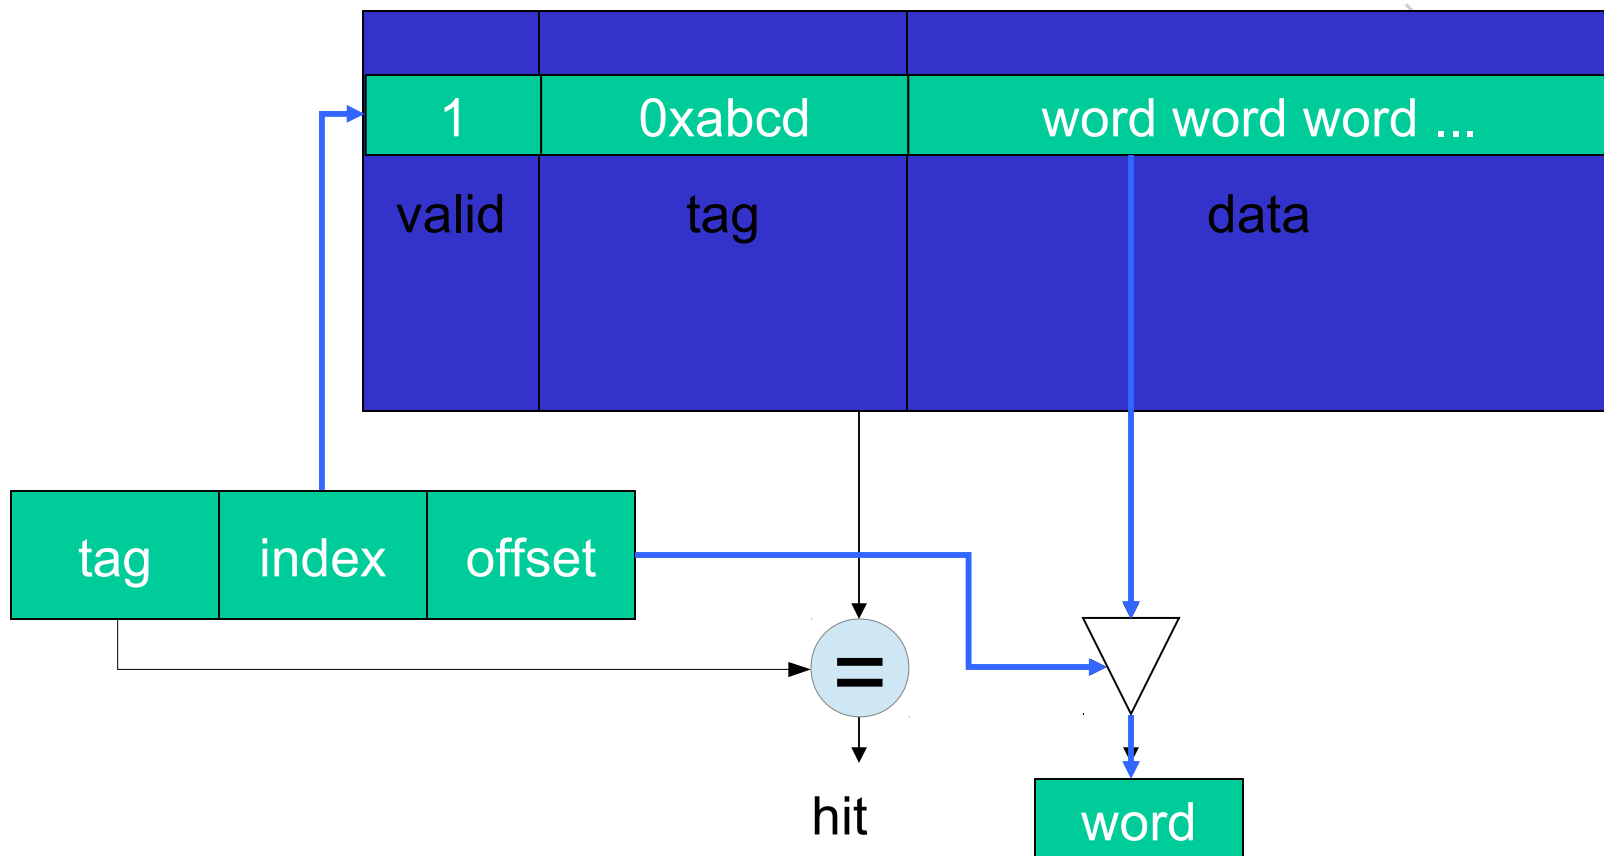 1 0xabcd word word word ...
valid tag data
tag index offset
=
hit
word